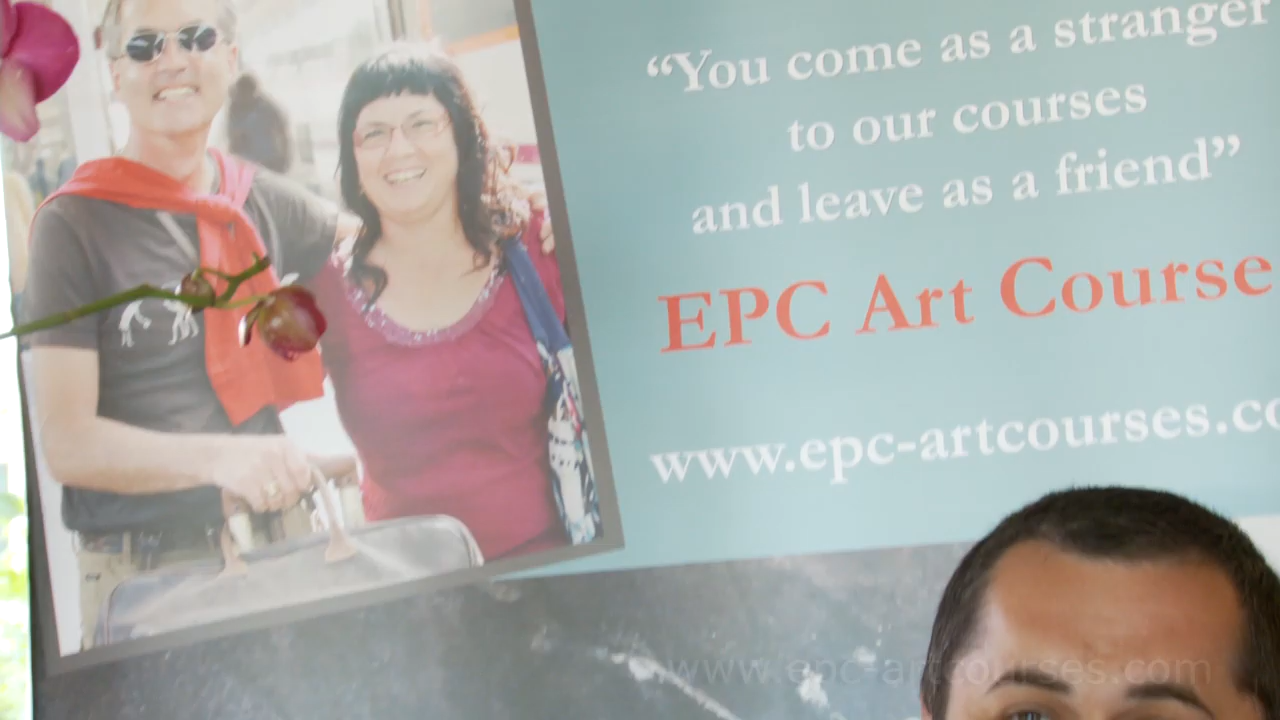 “You come as a stranger
to our courses
and leave as a friend”
EPC Art Course
www.epc-artcourses.co
www.epc-artcourses.com